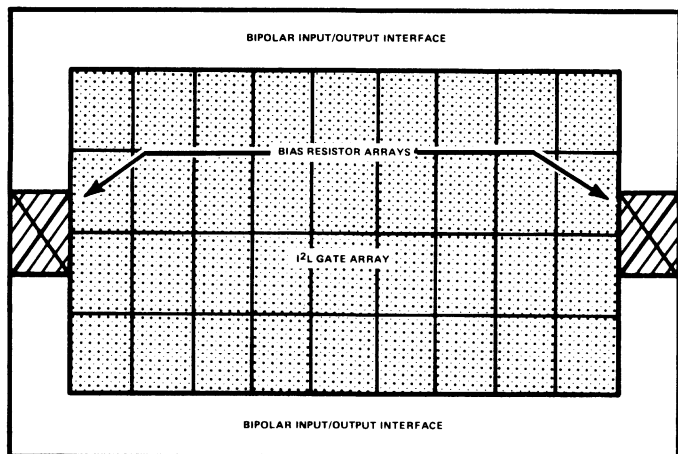 BIPOLAR INPUT/OUTPUT INTERFACE
BIAS RESISTOR ARRAYS
I²L GATE ARRAY
BIPOLAR INPUT/OUTPUT INTERFACE